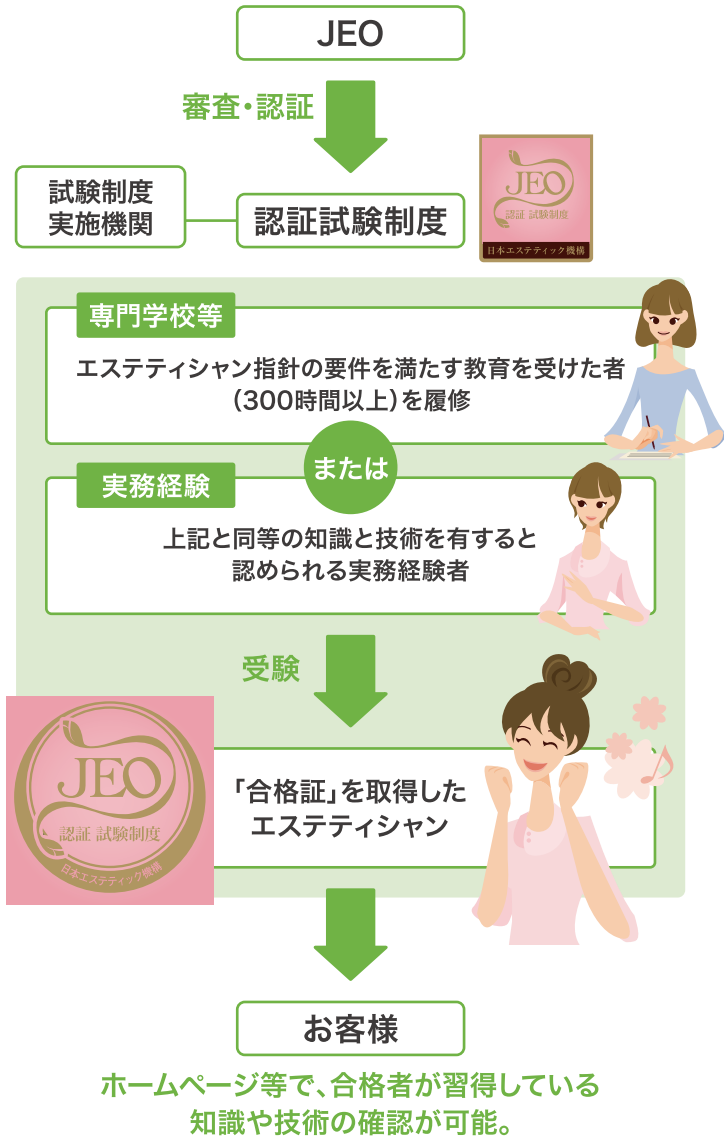 JEO
審査・認証
試験制度
実施機関
認証試験制度
JEO
認証 試験制度
日本エステティック機構
専門学校等
エステティシャン指針の要件を満たす教育を受けた者
（300時間以上）を履修
または
実務経験
上記と同等の知識と技術を有すると
認められる実務経験者
受験
JEO
認証 試験制度
日本エステティック機構
「合格証」を取得した
エステティシャン
お客様
ホームページ等で、合格者が習得している
知識や技術の確認が可能。